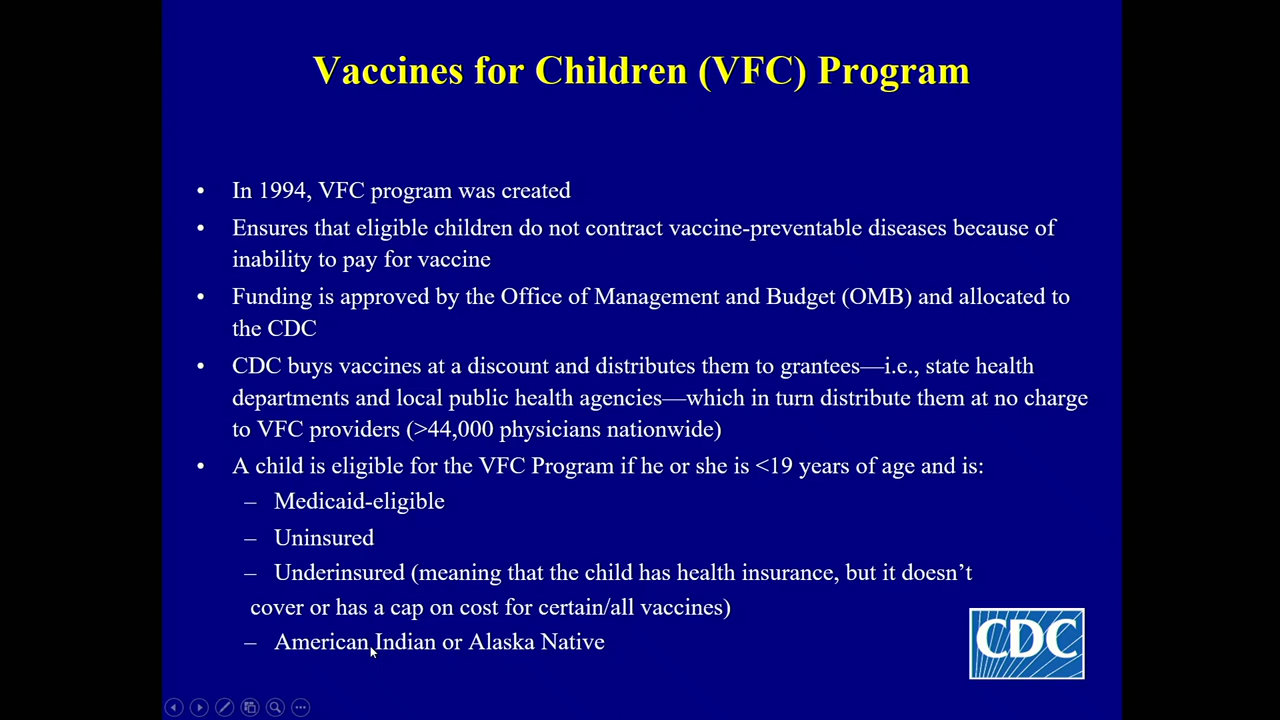 Vaccines for Children (VFC) Program
• In 1994, VFC program was created
• Ensures that eligible children do not contract vaccine-preventable diseases because of
inability to pay for vaccine
• Funding is approved by the Office of Management and Budget (OMB) and allocated to
the CDC
• CDC buys vaccines at a discount and distributes them to grantees—i.e., state health
departments and local public health agencies—which in turn distribute them at no charge
to VFC providers (>44,000 physicians nationwide)
• A child is eligible for the VFC Program if he or she is <19 years of age and is:
– Medicaid-eligible
– Uninsured
– Underinsured (meaning that the child has health insurance, but it doesn’t
cover or has a cap on cost for certain/all vaccines)
– American Indian or Alaska Native
CDC